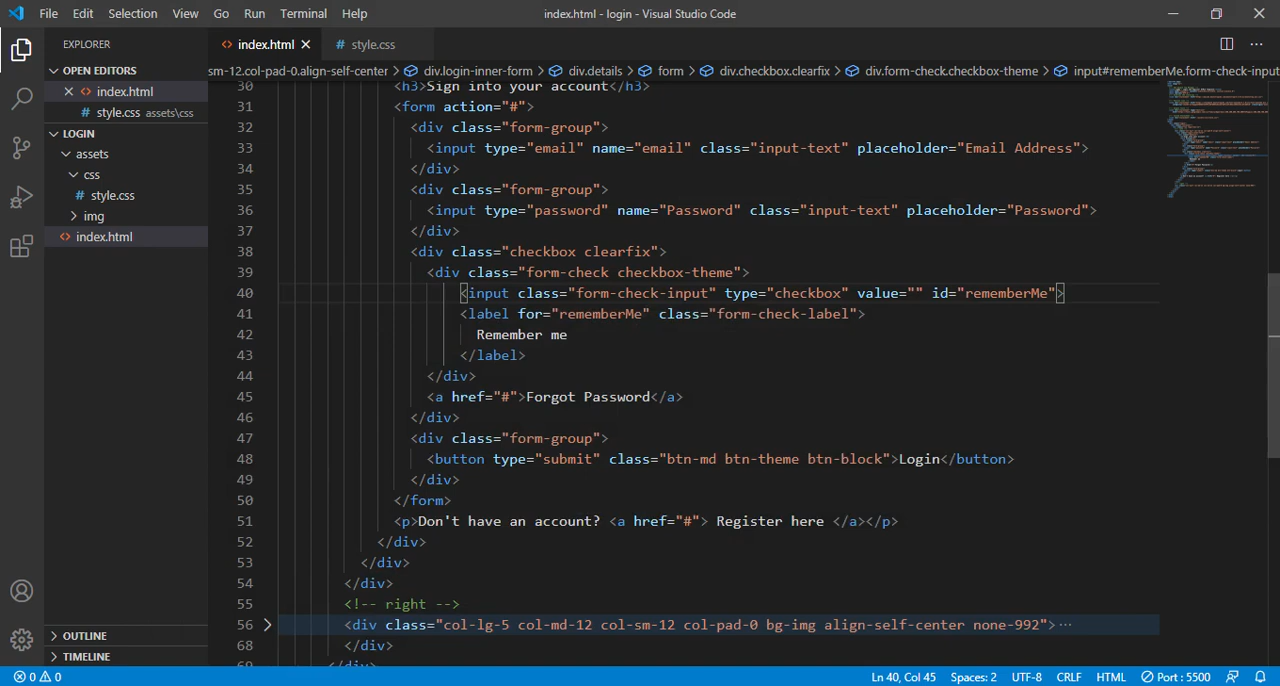 File Edit Selection View Go Run Terminal Help
index.html - login - Visual Studio Code
EXPLORER
OPEN EDITORS
index.html
style.css assets\css
LOGIN
assets
css
style.css
img
index.html
OUTLINE
TIMELINE
index.html style.css
sm-12.col-pad-0.align-self-center div.login-inner-form div.details form div.checkbox.clearfix div.form-check.checkbox-theme input#rememberMe.form-check-input
30 <h3>Sign into your account</h3>
31 <form action="#">
32 <div class="form-group">
33 <input type="email" name="email" class="input-text" placeholder="Email Address">
34 </div>
35 <div class="form-group">
36 <input type="password" name="Password" class="input-text" placeholder="Password">
37 </div>
38 <div class="checkbox clearfix">
39 <div class="form-check checkbox-theme">
40 <input class="form-check-input" type="checkbox" value="" id="rememberMe">
41 <label for="rememberMe" class="form-check-label">
42 Remember me
43 </label>
44 </div>
45 <a href="#">Forgot Password</a>
46 </div>
47 <div class="form-group">
48 <button type="submit" class="btn-md btn-theme btn-block">Login</button>
49 </div>
50 </form>
51 <p>Don't have an account? <a href="#"> Register here </a></p>
52 </div>
53 </div>
54 </div>
55 <!-- right -->
56 <div class="col-lg-5 col-md-12 col-sm-12 col-pad-0 bg-img align-self-center none-992">⋯
68 </div>
69 </div>
0 0
Ln 40, Col 45 Spaces: 2 UTF-8 CRLF HTML Port : 5500